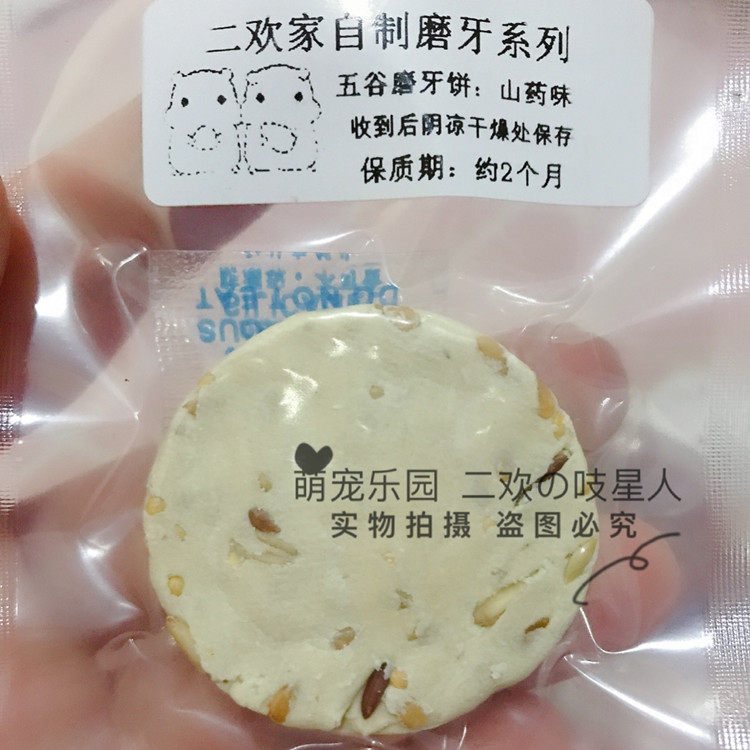 二欢家自制磨牙系列
五谷磨牙饼：山药味
收到后阴凉干爆处保存
保质期：约2个月
萌宠乐园 二欢の吱星人
实物拍摄 盗图必究